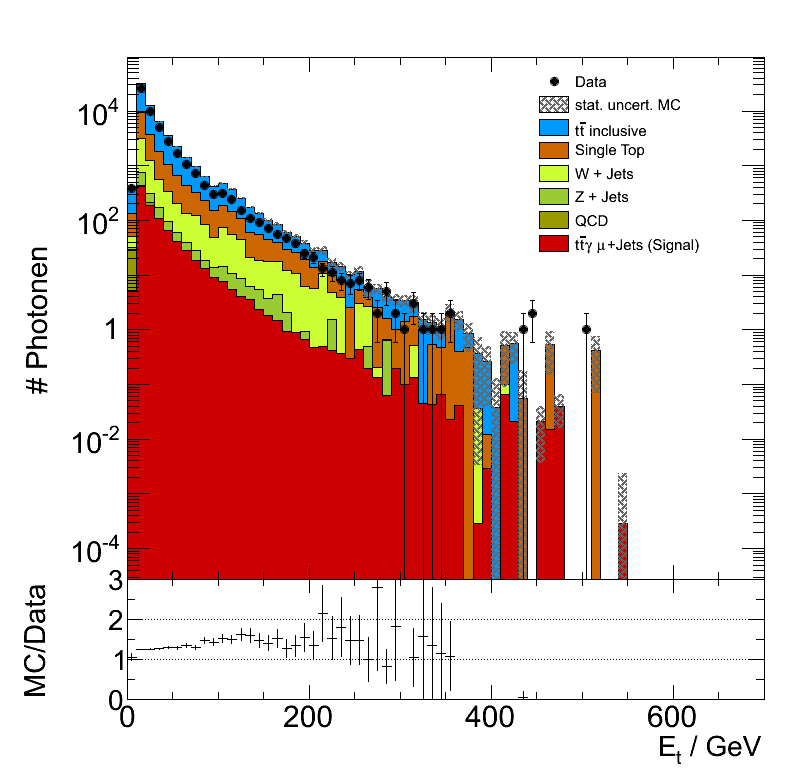 Data
stat. uncert. MC
tt̄ inclusive
Single Top
W + Jets
Z + Jets
QCD
tt̄γ μ+Jets (Signal)
# Photonen
10⁴
10²
1
10⁻²
10⁻⁴
MC/Data
3
2
1
0
0 200 400 600
Eₜ / GeV